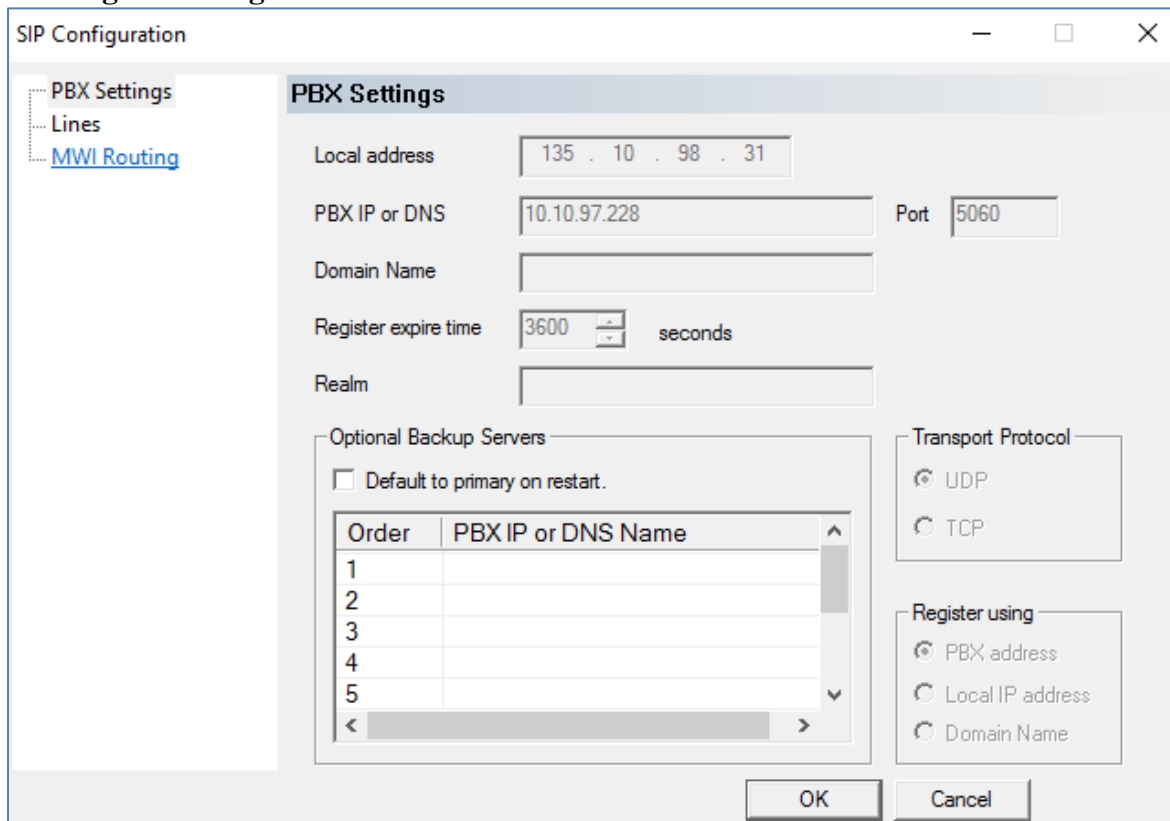 SIP Configuration
PBX Settings
Lines
MWI Routing
PBX Settings
Local address 135 . 10 . 98 . 31
PBX IP or DNS 10.10.97.228 Port 5060
Domain Name
Register expire time 3600 seconds
Realm
Optional Backup Servers
Default to primary on restart.
Order PBX IP or DNS Name
1
2
3
4
5
Transport Protocol
UDP
TCP
Register using
PBX address
Local IP address
Domain Name
OK Cancel